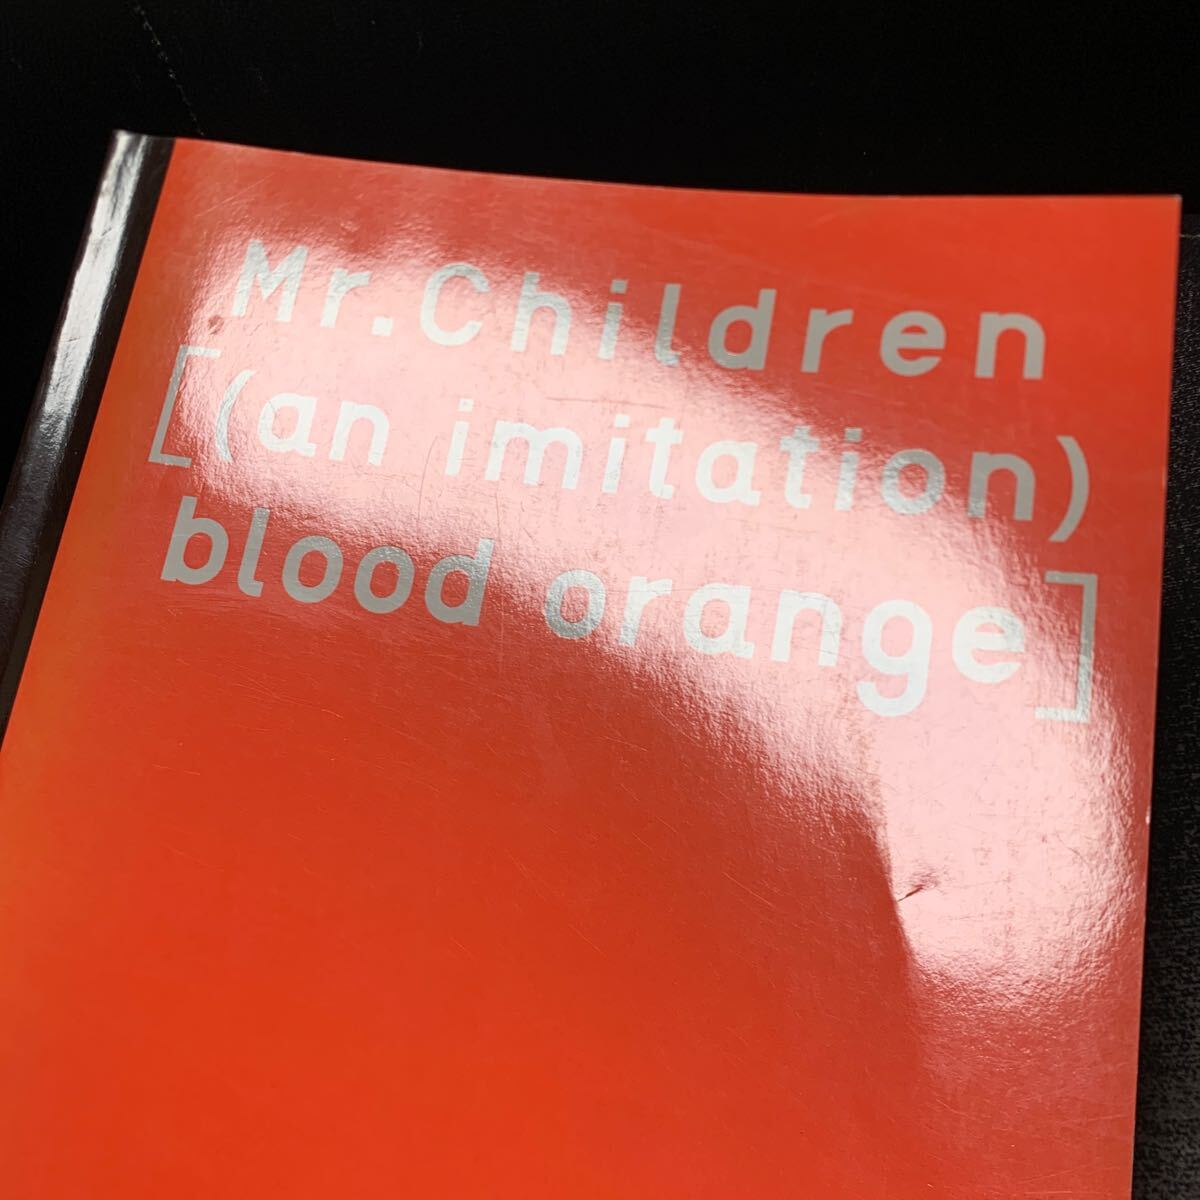 Mr.Children
[(an imitation)
blood orange]